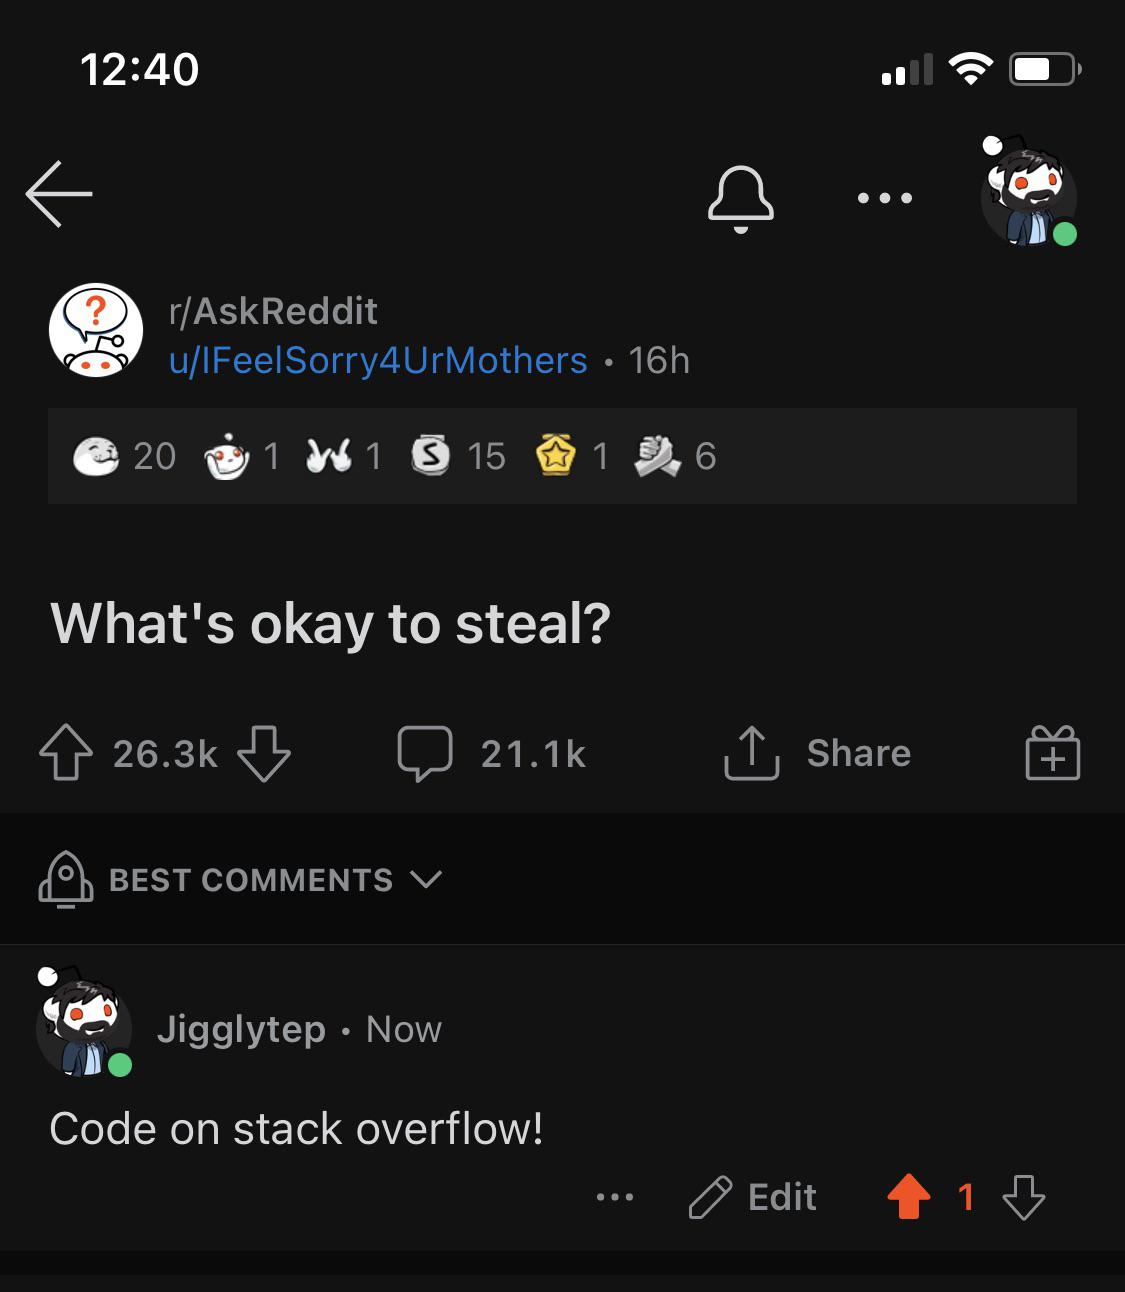 12:40
r/AskReddit
u/IFeelSorry4UrMothers • 16h
20 1 1 S 15 1 6
What's okay to steal?
26.3k 21.1k Share
BEST COMMENTS
Jigglytep • Now
Code on stack overflow!
Edit 1